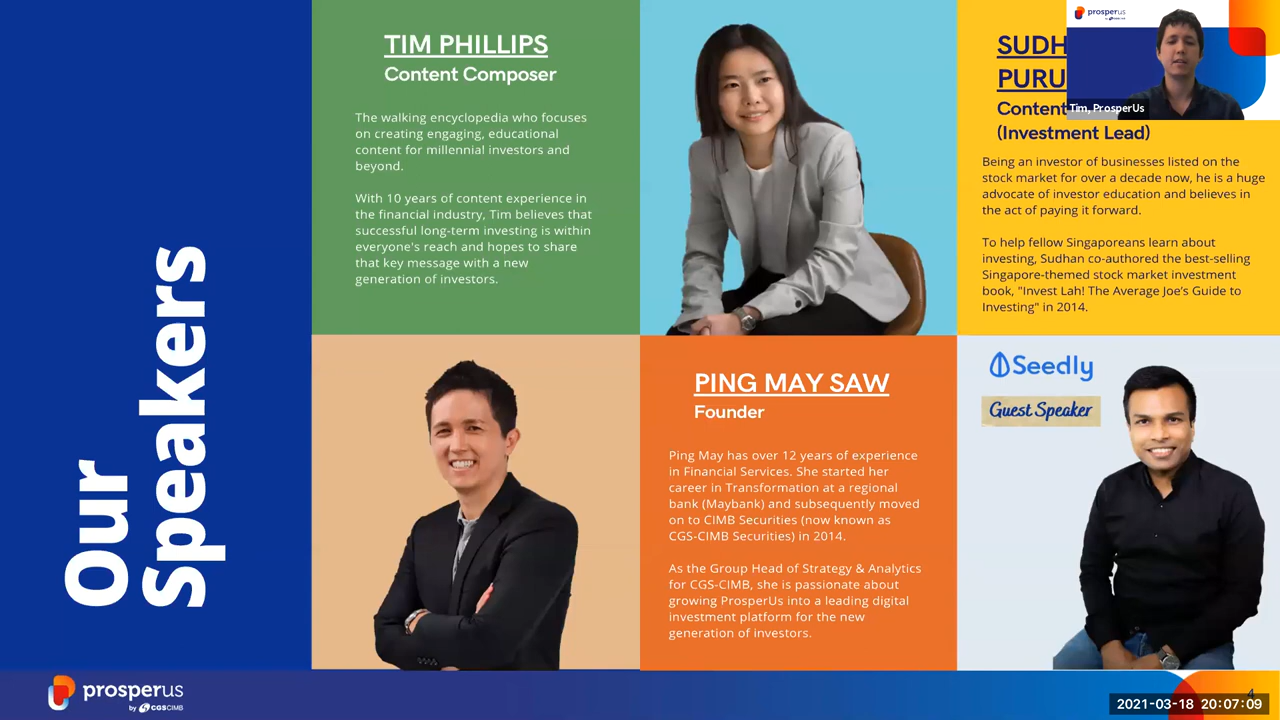 Our
Speakers
TIM PHILLIPS
Content Composer
The walking encyclopedia who focuses
on creating engaging, educational
content for millennial investors and
beyond.
With 10 years of content experience in
the financial industry, Tim believes that
successful long-term investing is within
everyone's reach and hopes to share
that key message with a new
generation of investors.
SUDH
PURU
Content
(Investment Lead)
Being an investor of businesses listed on the
stock market for over a decade now, he is a huge
advocate of investor education and believes in
the act of paying it forward.
To help fellow Singaporeans learn about
investing, Sudhan co-authored the best-selling
Singapore-themed stock market investment
book, "Invest Lah! The Average Joe's Guide to
Investing" in 2014.
prosperus
by CGS CIMB
Tim, ProsperUs
PING MAY SAW
Founder
Ping May has over 12 years of experience
in Financial Services. She started her
career in Transformation at a regional
bank (Maybank) and subsequently moved
on to CIMB Securities (now known as
CGS-CIMB Securities) in 2014.
As the Group Head of Strategy & Analytics
for CGS-CIMB, she is passionate about
growing ProsperUs into a leading digital
investment platform for the new
generation of investors.
Seedly
Guest Speaker
prosperus
by CGS CIMB
4
2021-03-18 20:07:09